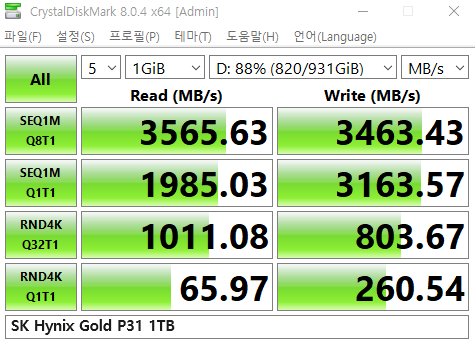 CrystalDiskMark 8.0.4 x64 [Admin]
파일(F) 설정(S) 프로필(P) 테마(T) 도움말(H) 언어(Language)
All 5 1GiB D: 88% (820/931GiB) MB/s
Read (MB/s) Write (MB/s)
SEQ1M
Q8T1
3565.63 3463.43
SEQ1M
Q1T1
1985.03 3163.57
RND4K
Q32T1
1011.08 803.67
RND4K
Q1T1
65.97 260.54
SK Hynix Gold P31 1TB